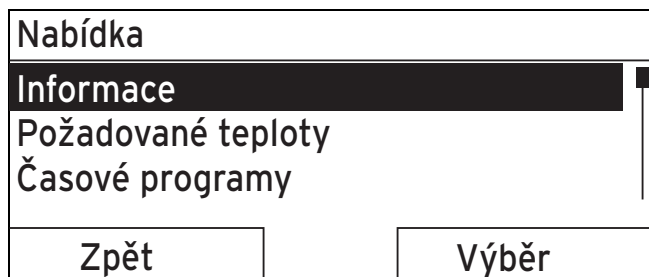 Nabídka
Informace
Požadované teploty
Časové programy
Zpět Výběr